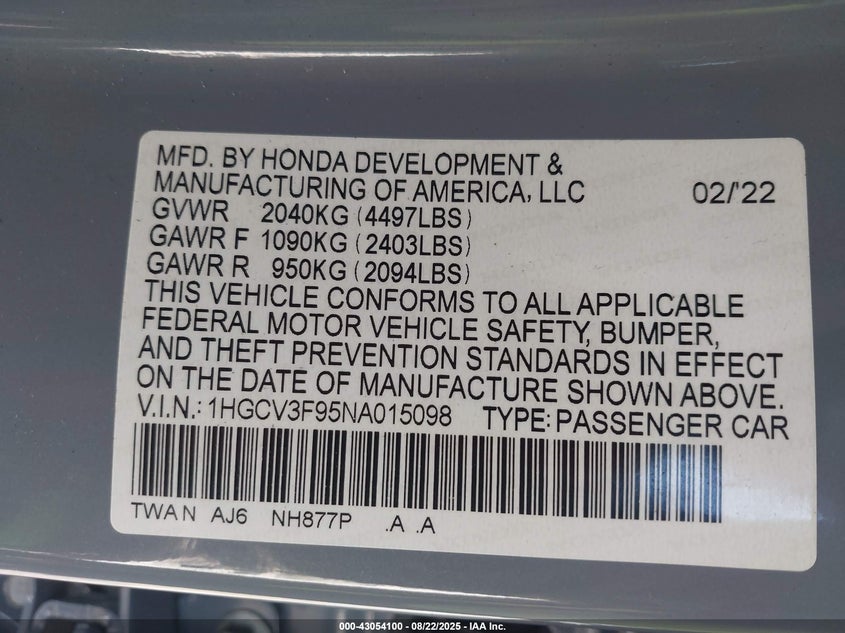 MFD. BY HONDA DEVELOPMENT &
MANUFACTURING OF AMERICA, LLC 02/'22
GVWR 2040KG (4497LBS)
GAWR F 1090KG (2403LBS)
GAWR R 950KG (2094LBS)
THIS VEHICLE CONFORMS TO ALL APPLICABLE
FEDERAL MOTOR VEHICLE SAFETY, BUMPER,
AND THEFT PREVENTION STANDARDS IN EFFECT
ON THE DATE OF MANUFACTURE SHOWN ABOVE.
V.I.N.: 1HGCV3F95NA015098 TYPE: PASSENGER CAR
TWAN AJ6 NH877P .A .A
000-43054100 - 08/22/2025 - IAA Inc.